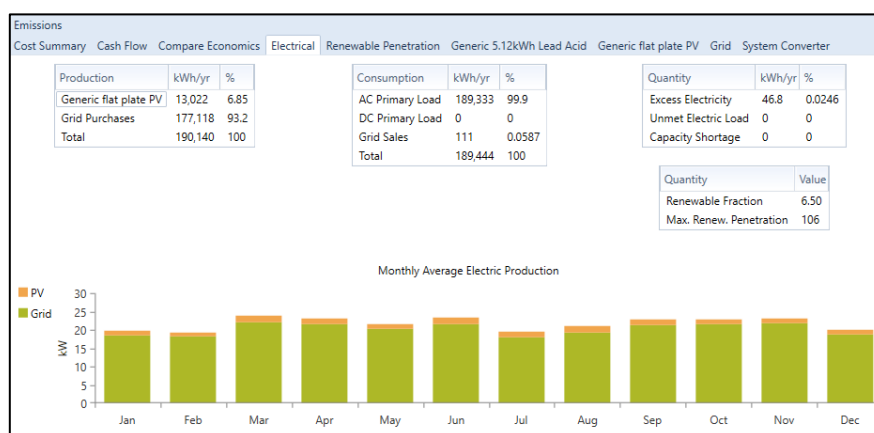 Emissions
Cost Summary Cash Flow Compare Economics Electrical Renewable Penetration Generic 5.12kWh Lead Acid Generic flat plate PV Grid System Converter
Production kWh/yr %
Generic flat plate PV 13,022 6.85
Grid Purchases 177,118 93.2
Total 190,140 100
Consumption kWh/yr %
AC Primary Load 189,333 99.9
DC Primary Load 0 0
Grid Sales 111 0.0587
Total 189,444 100
Quantity kWh/yr %
Excess Electricity 46.8 0.0246
Unmet Electric Load 0 0
Capacity Shortage 0 0
Quantity Value
Renewable Fraction 6.50
Max. Renew. Penetration 106
Monthly Average Electric Production
PV
Grid
kW
30
25
20
15
10
5
0
Jan Feb Mar Apr May Jun Jul Aug Sep Oct Nov Dec